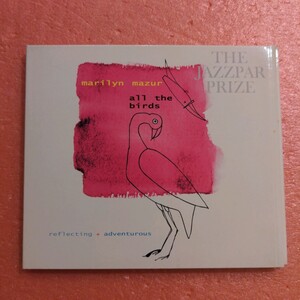 THE
JAZZPAR
PRIZE
marilyn mazur
all the
birds
reflecting + adventurous